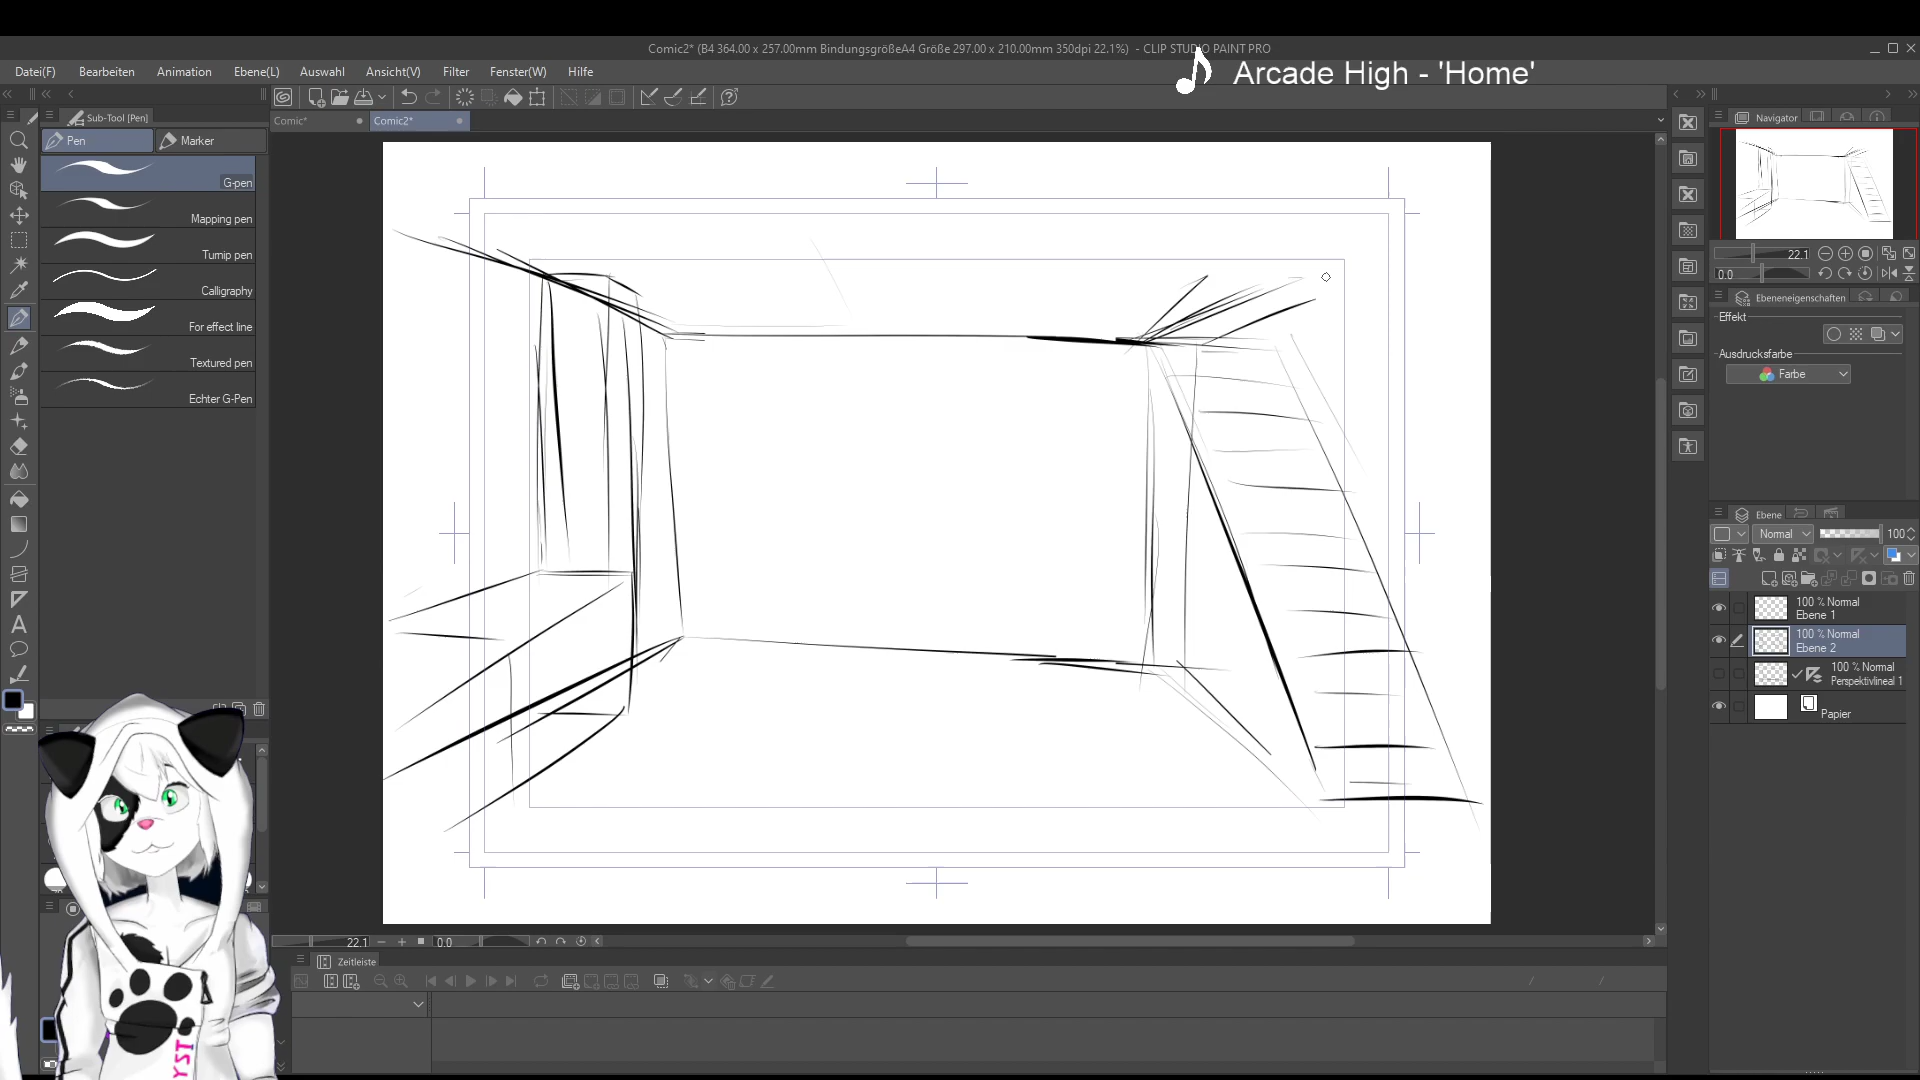 Comic2* (B4 364.00 x 257.00mm BindungsgrößeA4 Größe 297.00 x 210.00mm 350dpi 22.1%) - CLIP STUDIO PAINT PRO
Datei(F) Bearbeiten Animation Ebene(L) Auswahl Ansicht(V) Filter Fenster(W) Hilfe
Arcade High - 'Home'
Sub-Tool [Pen]
Comic*
Comic2*
Pen
Marker
G-pen
Mapping pen
Turnip pen
Calligraphy
For effect line
Textured pen
Echter G-Pen
Navigator
22.1
0.0
Ebeneneigenschaften
Effekt
Ausdrucksfarbe
Farbe
Ebene
Normal
100
100 % Normal
Ebene 1
100 % Normal
Ebene 2
100 % Normal
Perspektivlineal 1
Papier
22.1
0.0
Zeitleiste
YST